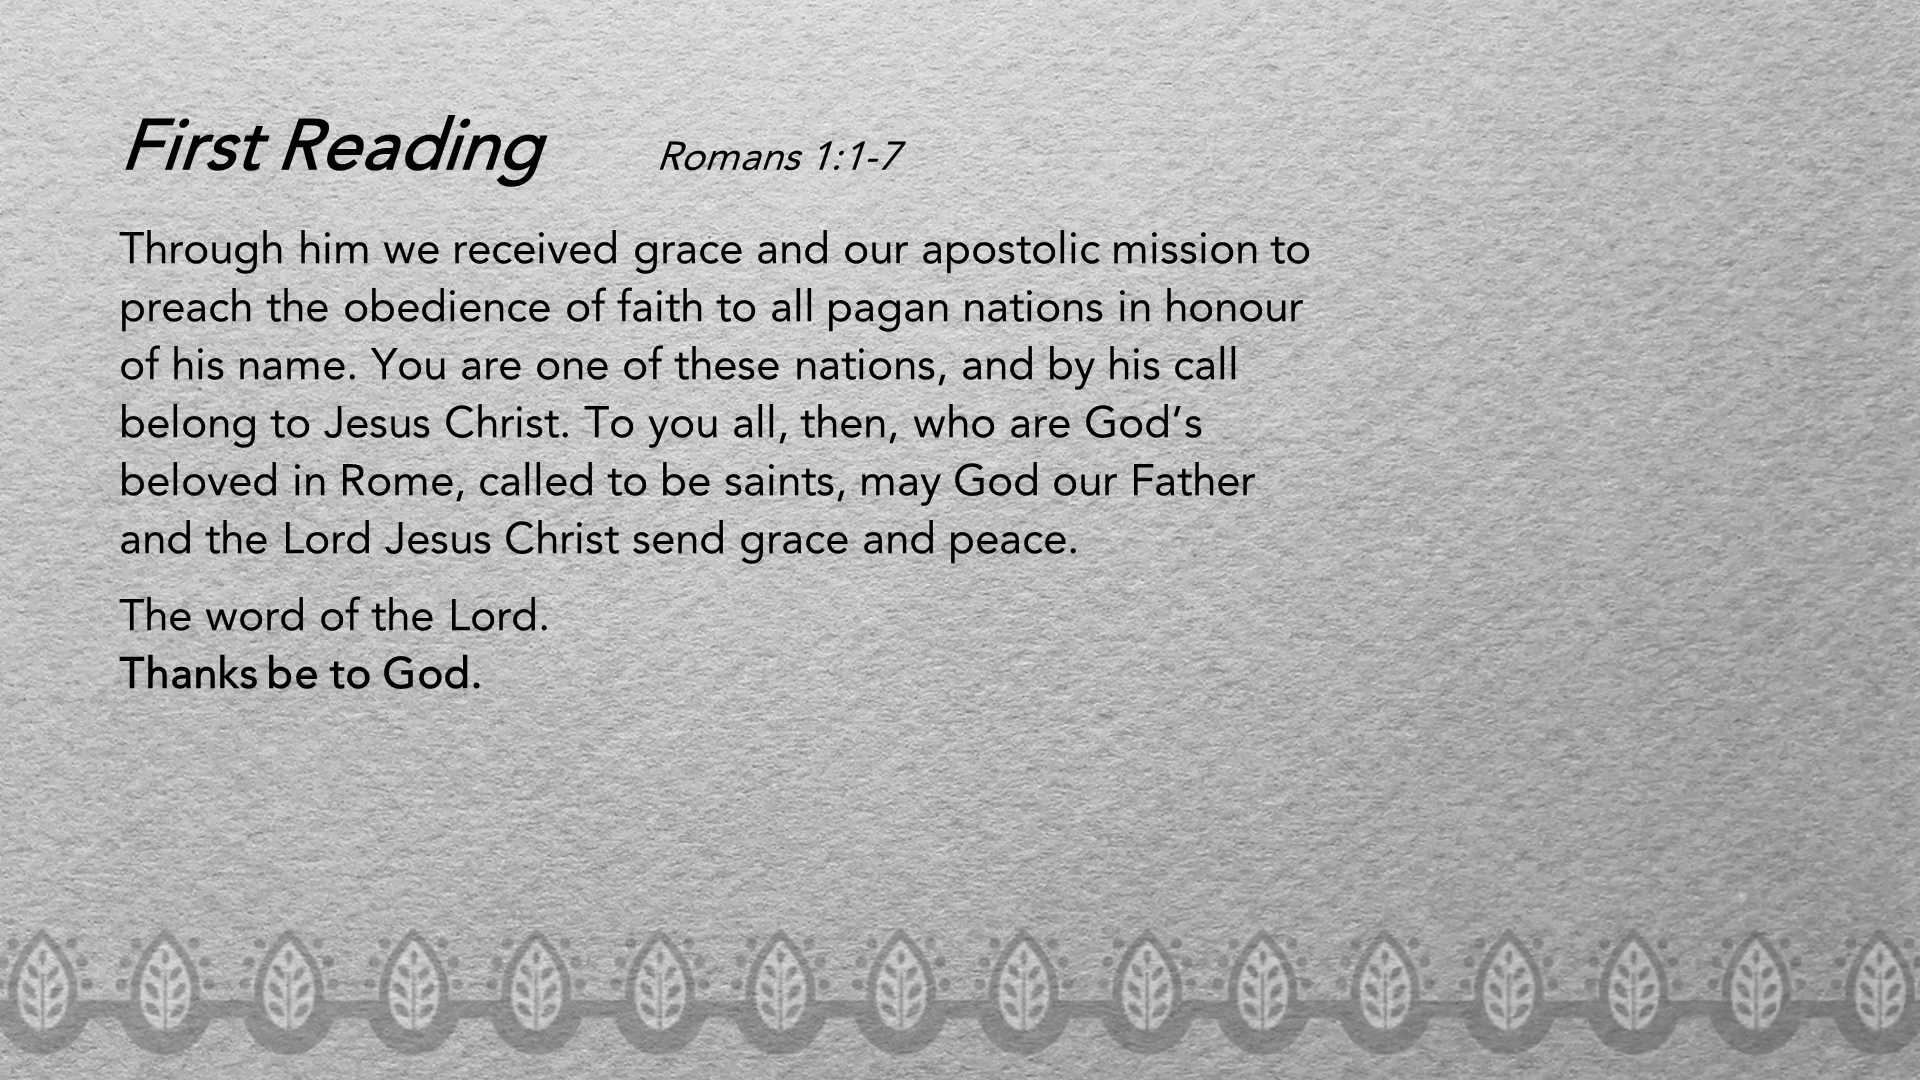 First Reading Romans 1:1-7
Through him we received grace and our apostolic mission to
preach the obedience of faith to all pagan nations in honour
of his name. You are one of these nations, and by his call
belong to Jesus Christ. To you all, then, who are God’s
beloved in Rome, called to be saints, may God our Father
and the Lord Jesus Christ send grace and peace.
The word of the Lord.
Thanks be to God.